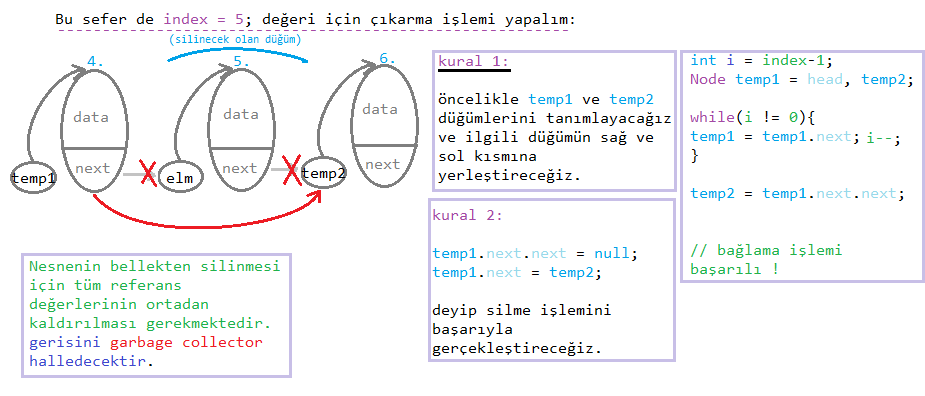 Bu sefer de index = 5; değeri için çıkarma işlemi yapalım:
(silinecek olan düğüm)
4.
5.
6.
data
next
data
next
data
next
temp1
elm
temp2
Nesnenin bellekten silinmesi
için tüm referans
değerlerinin ortadan
kaldırılması gerekmektedir.
gerisini garbage collector
halledecektir.
kural 1:
öncelikle temp1 ve temp2
düğümlerini tanımlayacağız
ve ilgili düğümün sağ ve
sol kısmına
yerleştireceğiz.
kural 2:
temp1.next.next = null;
temp1.next = temp2;
deyip silme işlemini
başarıyla
gerçekleştireceğiz.
int i = index-1;
Node temp1 = head, temp2;
while(i != 0){
temp1 = temp1.next; i--;
}
temp2 = temp1.next.next;
// bağlama işlemi
başarılı !